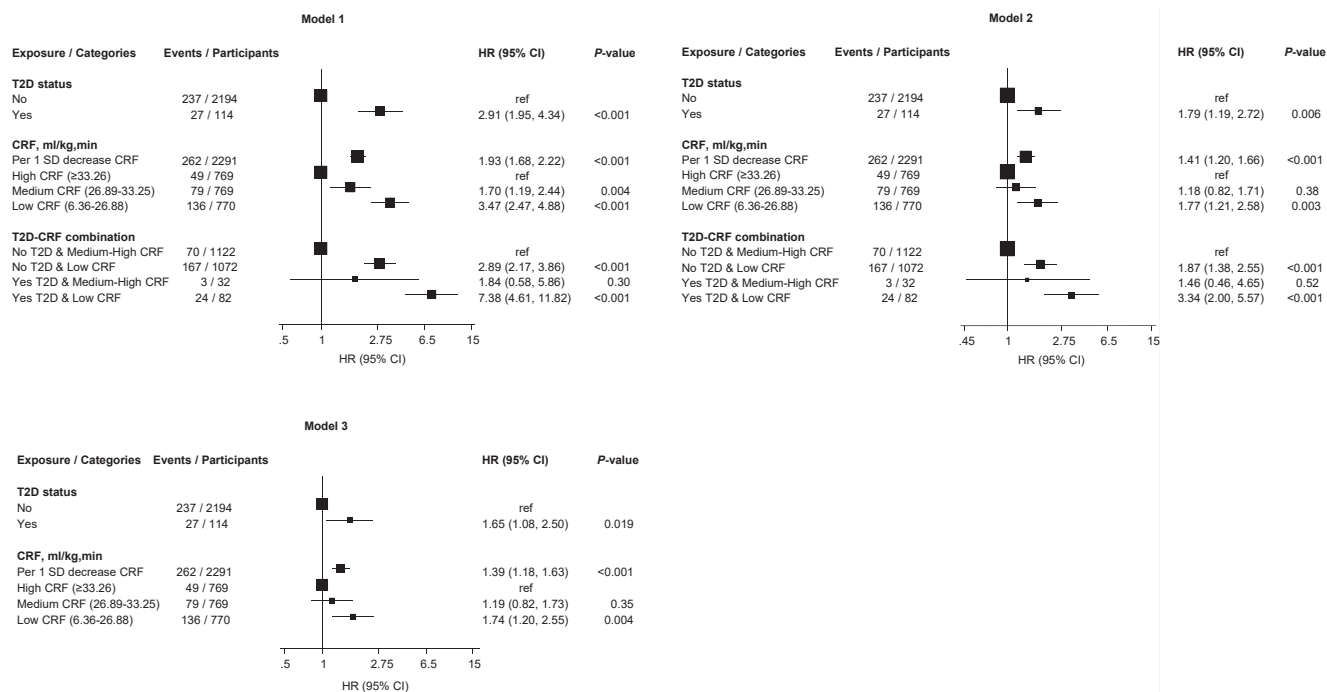 Model 1
Exposure / Categories Events / Participants HR (95% CI) P-value
T2D status
No 237 / 2194 ref
Yes 27 / 114 2.91 (1.95, 4.34) <0.001
CRF, ml/kg,min
Per 1 SD decrease CRF 262 / 2291 1.93 (1.68, 2.22) <0.001
High CRF (≥33.26) 49 / 769 ref
Medium CRF (26.89-33.25) 79 / 769 1.70 (1.19, 2.44) 0.004
Low CRF (6.36-26.88) 136 / 770 3.47 (2.47, 4.88) <0.001
T2D-CRF combination
No T2D & Medium-High CRF 70 / 1122 ref
No T2D & Low CRF 167 / 1072 2.89 (2.17, 3.86) <0.001
Yes T2D & Medium-High CRF 3 / 32 1.84 (0.58, 5.86) 0.30
Yes T2D & Low CRF 24 / 82 7.38 (4.61, 11.82) <0.001
.5 1 2.75 6.5 15
HR (95% CI)
Model 2
Exposure / Categories Events / Participants HR (95% CI) P-value
T2D status
No 237 / 2194 ref
Yes 27 / 114 1.79 (1.19, 2.72) 0.006
CRF, ml/kg,min
Per 1 SD decrease CRF 262 / 2291 1.41 (1.20, 1.66) <0.001
High CRF (≥33.26) 49 / 769 ref
Medium CRF (26.89-33.25) 79 / 769 1.18 (0.82, 1.71) 0.38
Low CRF (6.36-26.88) 136 / 770 1.77 (1.21, 2.58) 0.003
T2D-CRF combination
No T2D & Medium-High CRF 70 / 1122 ref
No T2D & Low CRF 167 / 1072 1.87 (1.38, 2.55) <0.001
Yes T2D & Medium-High CRF 3 / 32 1.46 (0.46, 4.65) 0.52
Yes T2D & Low CRF 24 / 82 3.34 (2.00, 5.57) <0.001
.45 1 2.75 6.5 15
HR (95% CI)
Model 3
Exposure / Categories Events / Participants HR (95% CI) P-value
T2D status
No 237 / 2194 ref
Yes 27 / 114 1.65 (1.08, 2.50) 0.019
CRF, ml/kg,min
Per 1 SD decrease CRF 262 / 2291 1.39 (1.18, 1.63) <0.001
High CRF (≥33.26) 49 / 769 ref
Medium CRF (26.89-33.25) 79 / 769 1.19 (0.82, 1.73) 0.35
Low CRF (6.36-26.88) 136 / 770 1.74 (1.20, 2.55) 0.004
.5 1 2.75 6.5 15
HR (95% CI)